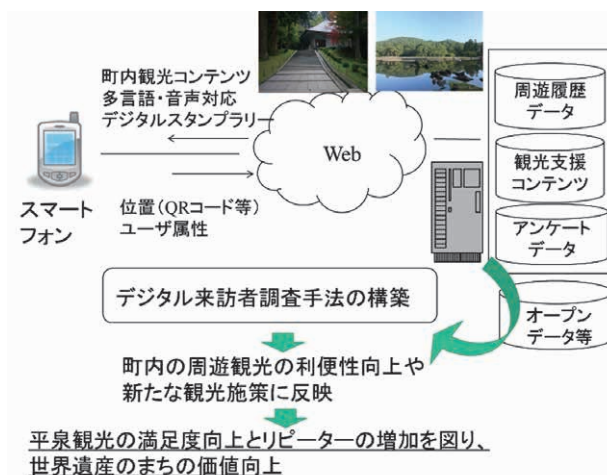 町内観光コンテンツ
多言語・音声対応
デジタルスタンプラリー
Web
スマート
フォン
位置(QRコード等)
ユーザ属性
周遊履歴
データ
観光支援
コンテンツ
アンケート
データ
オープン
データ等
デジタル来訪者調査手法の構築
町内の周遊観光の利便性向上や
新たな観光施策に反映
平泉観光の満足度向上とリピーターの増加を図り、
世界遺産のまちの価値向上